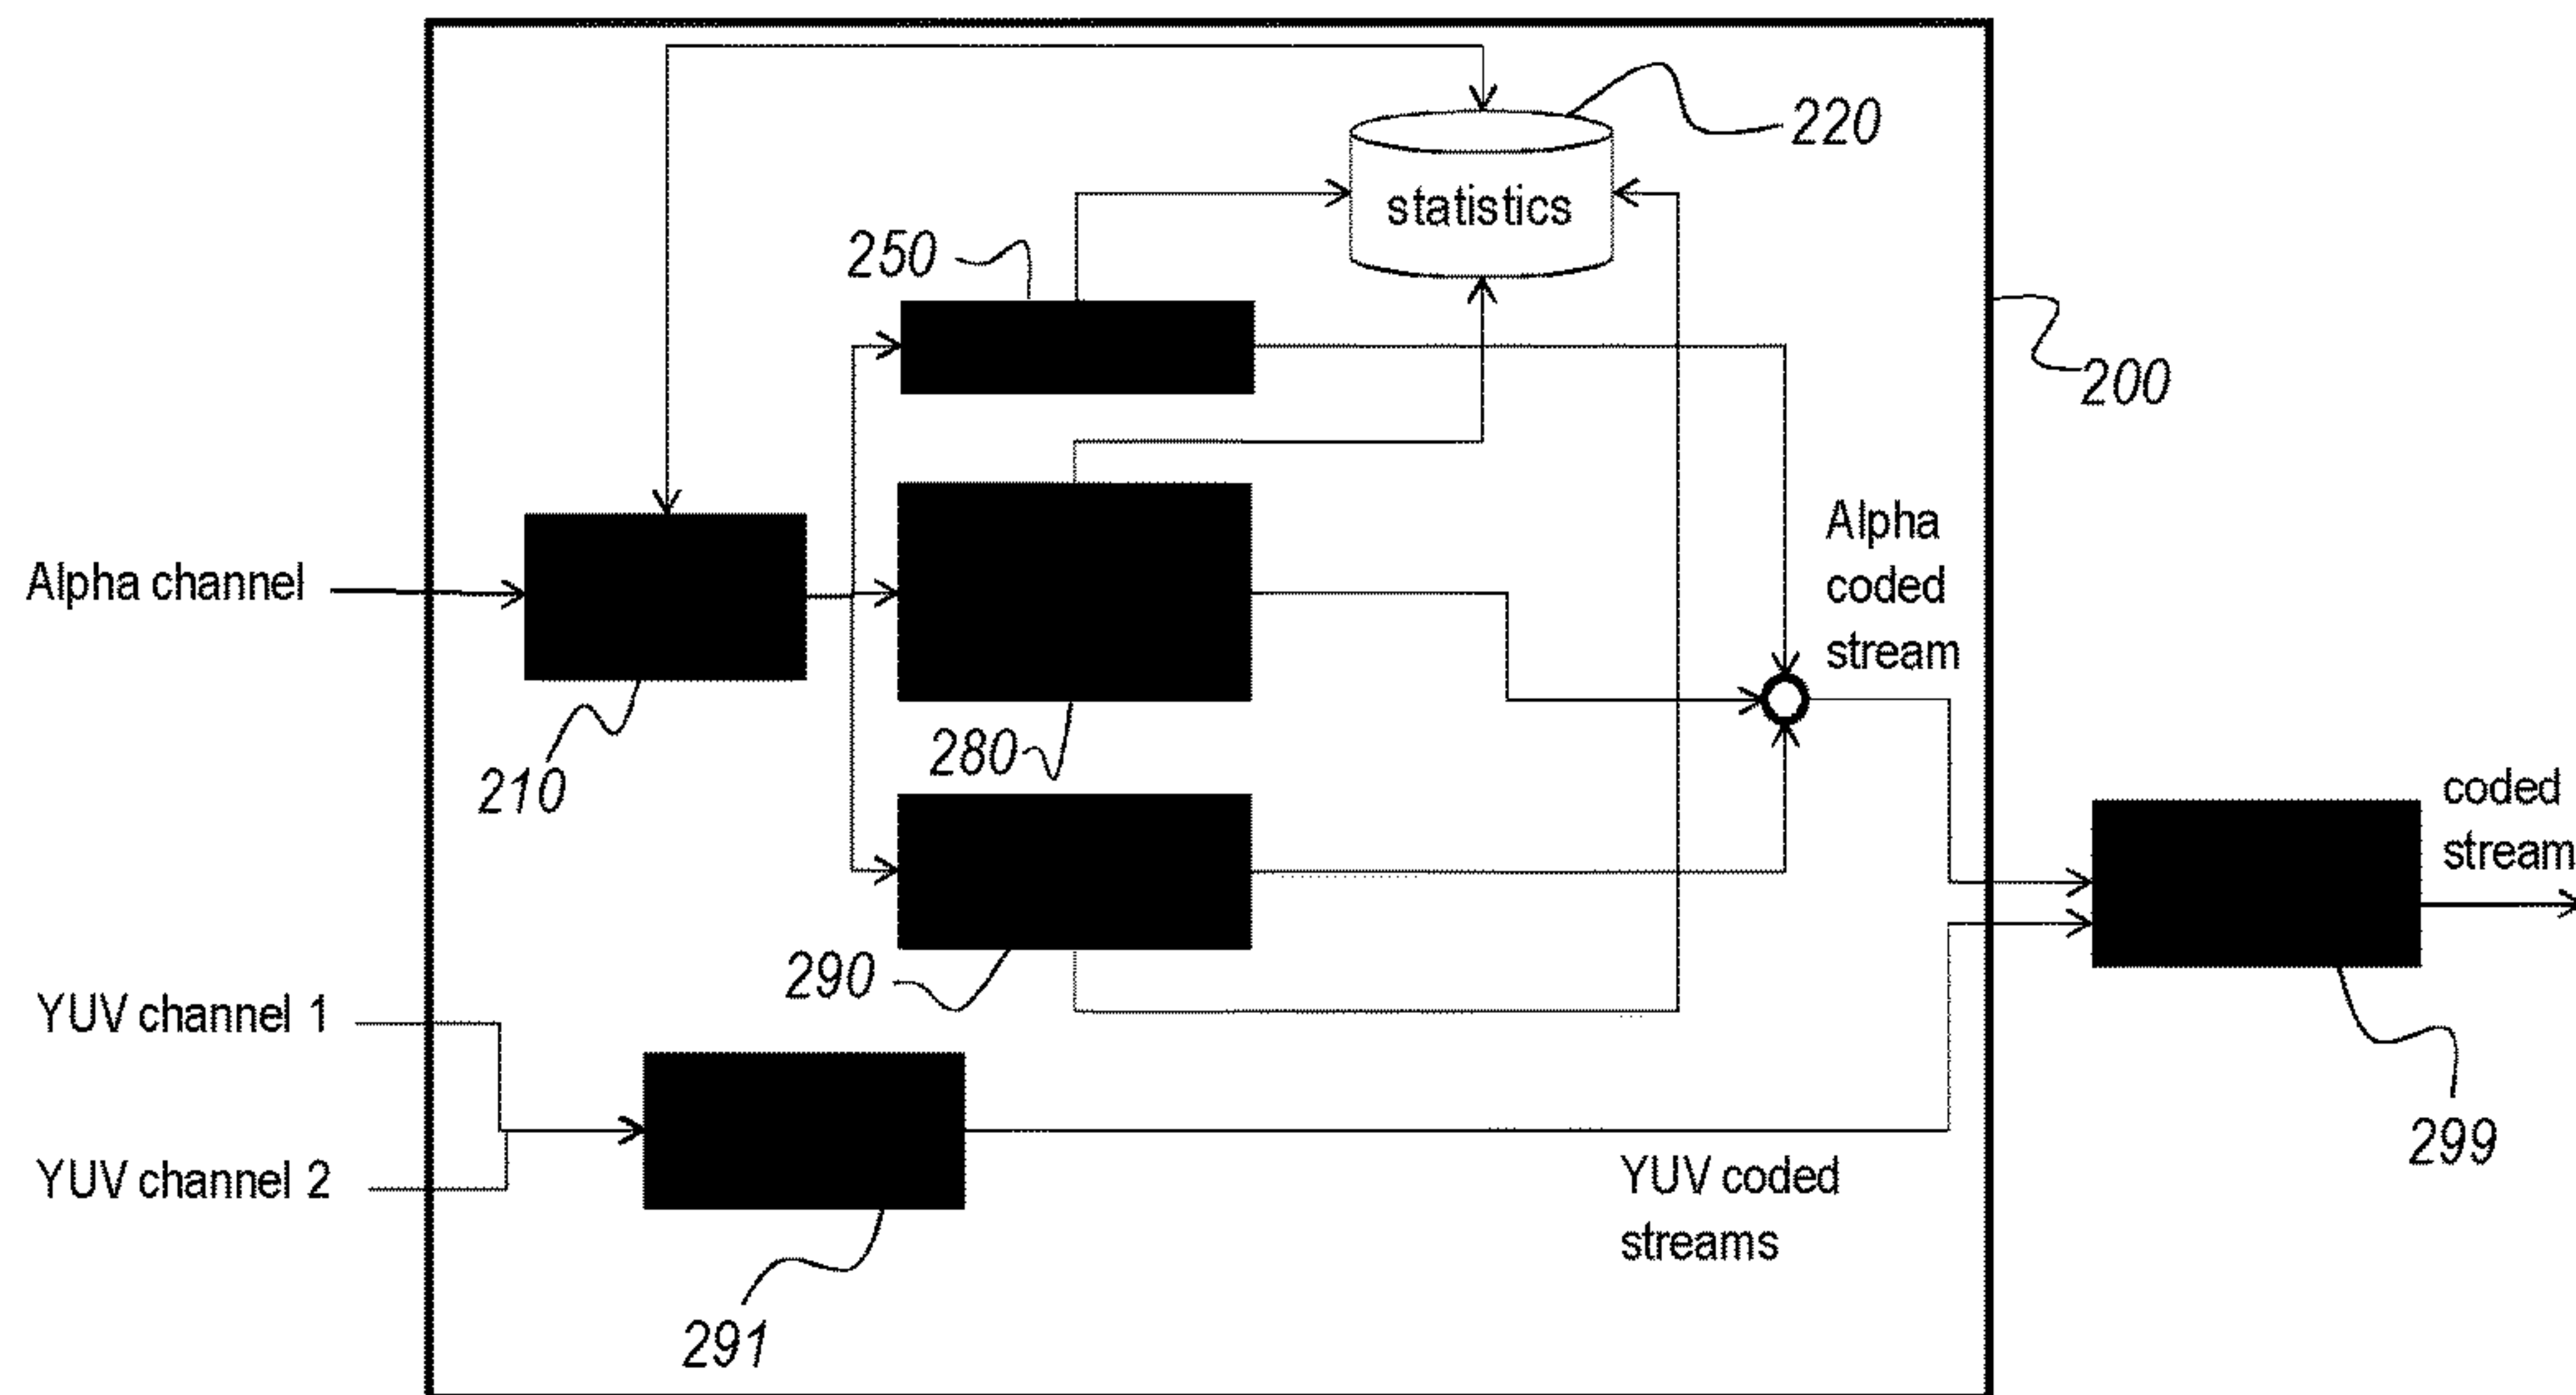 220
statistics
250
200
Alpha
coded
stream
Alpha channel
280
210
coded
stream
290
YUV channel 1
299
YUV channel 2
YUV coded
streams
291